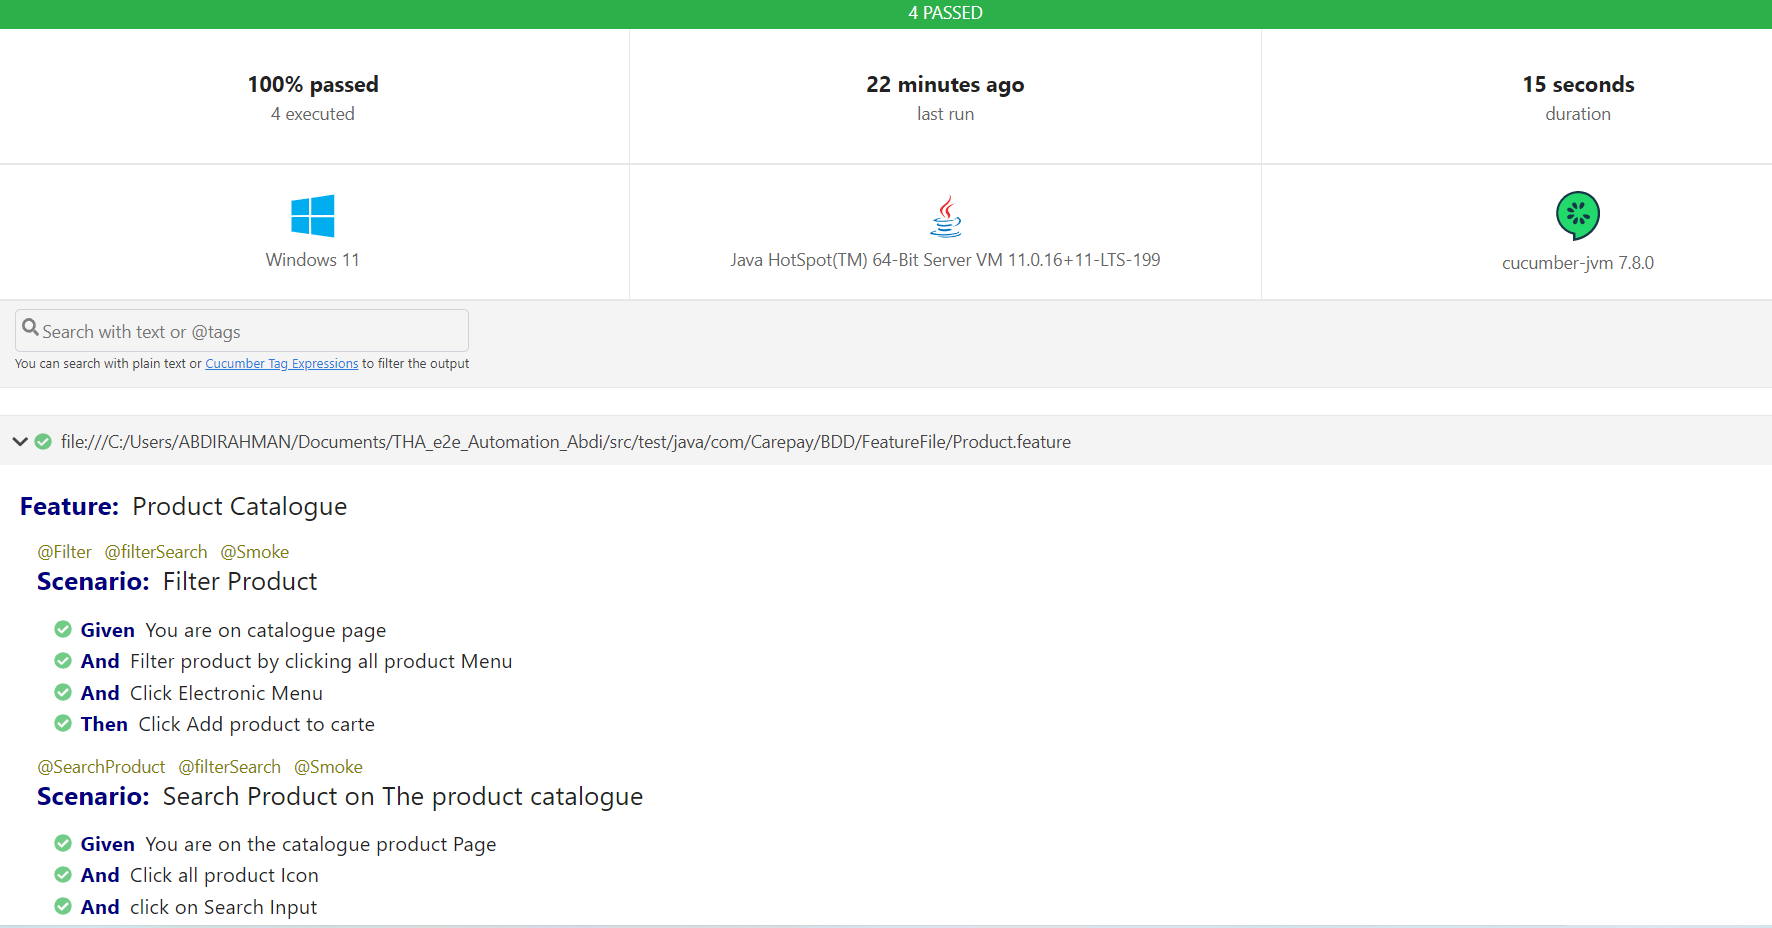 4 PASSED
100% passed
4 executed
22 minutes ago
last run
15 seconds
duration
Windows 11
Java HotSpot(TM) 64-Bit Server VM 11.0.16+11-LTS-199
cucumber-jvm 7.8.0
Search with text or @tags
You can search with plain text or Cucumber Tag Expressions to filter the output
file:///C:/Users/ABDIRAHMAN/Documents/THA_e2e_Automation_Abdi/src/test/java/com/Carepay/BDD/FeatureFile/Product.feature
Feature: Product Catalogue
@Filter @filterSearch @Smoke
Scenario: Filter Product
Given You are on catalogue page
And Filter product by clicking all product Menu
And Click Electronic Menu
Then Click Add product to carte
@SearchProduct @filterSearch @Smoke
Scenario: Search Product on The product catalogue
Given You are on the catalogue product Page
And Click all product Icon
And click on Search Input